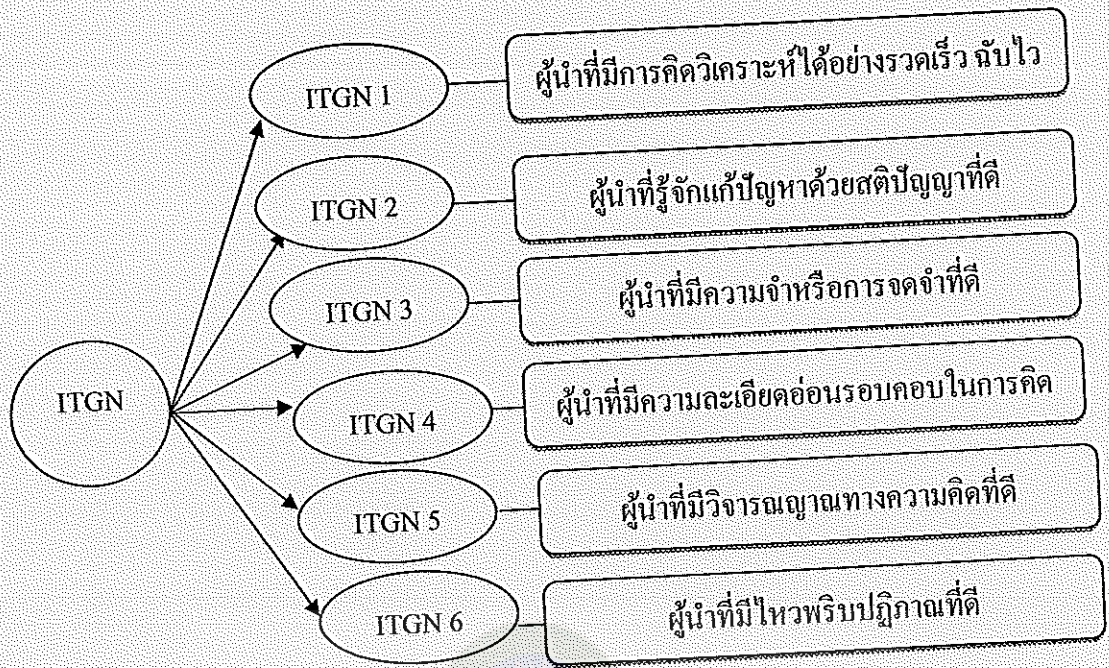 ITGN 1
ผู้นำที่มีการคิดวิเคราะห์ได้อย่างรวดเร็ว ฉับไว
ITGN 2
ผู้นำที่รู้จักแก้ปัญหาด้วยสติปัญญาที่ดี
ITGN 3
ผู้นำที่มีความจำหรือการจดจำที่ดี
ITGN
ITGN 4
ผู้นำที่มีความละเอียดอ่อนรอบคอบในการคิด
ITGN 5
ผู้นำที่มีวิจารณญาณทางความคิดที่ดี
ITGN 6
ผู้นำที่มีไหวพริบปฏิภาณที่ดี